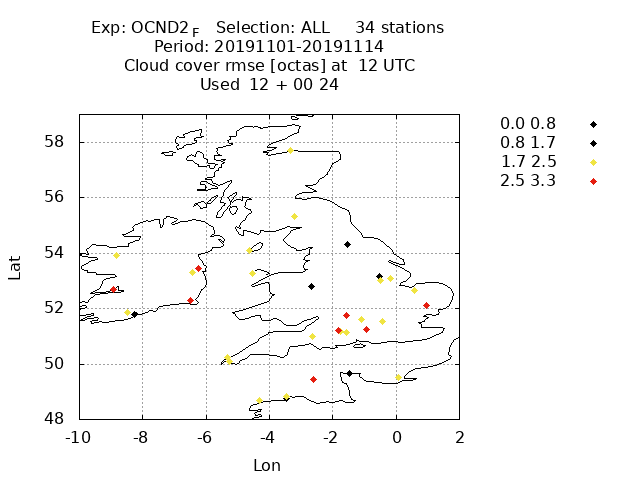 Exp: OCND2F   Selection: ALL     34 stations
Period: 20191101-20191114
Cloud cover rmse [octas] at  12 UTC
Used  12 + 00 24
0.0 0.8
0.8 1.7
1.7 2.5
2.5 3.3
58
56
54
52
50
48
Lat
-10 -8 -6 -4 -2 0 2
Lon